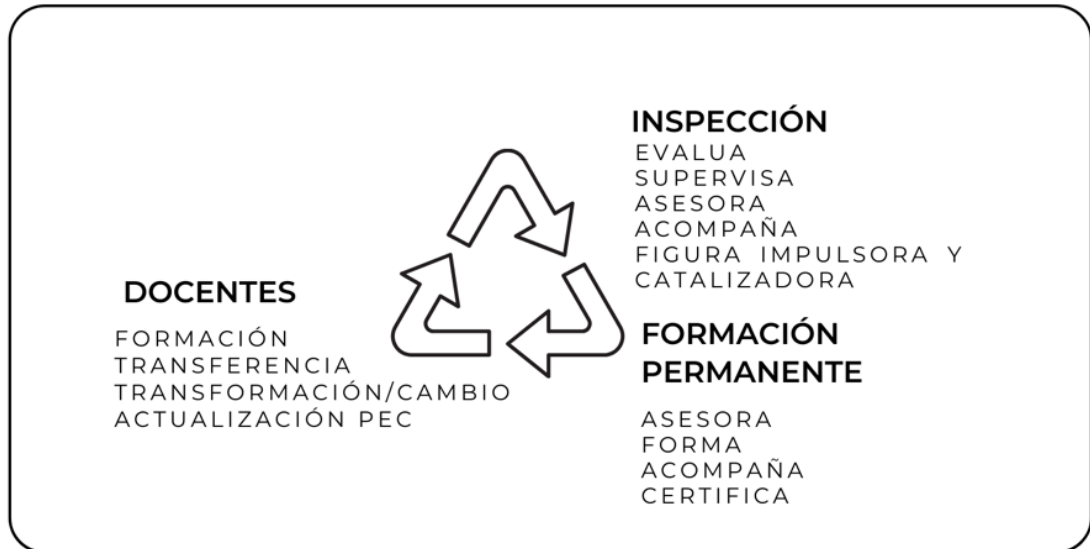 INSPECCIÓN
EVALUA
SUPERVISA
ASESORA
ACOMPAÑA
FIGURA IMPULSORA Y
CATALIZADORA
DOCENTES
FORMACIÓN
TRANSFERENCIA
TRANSFORMACIÓN/CAMBIO
ACTUALIZACIÓN PEC
FORMACIÓN
PERMANENTE
ASESORA
FORMA
ACOMPAÑA
CERTIFICA